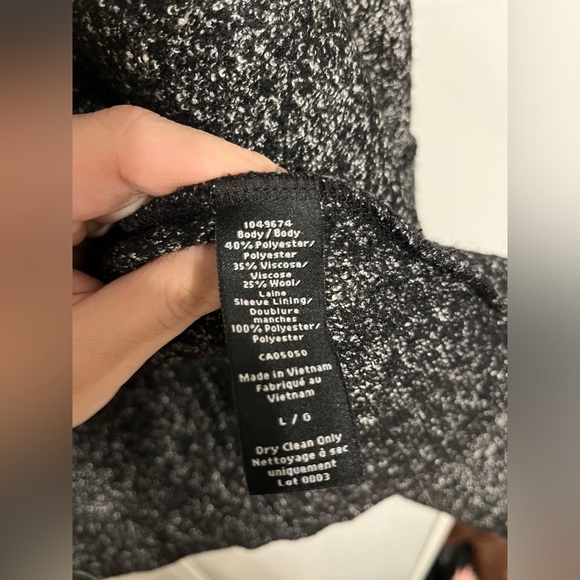 1049674
Body / Body
40% Polyester/
Polyester
35% Viscose/
Viscose
25% Wool/
Laine
Sleeve Lining/
Doublure
manches
100% Polyester/
Polyester
CA05050
Made in Vietnam
Fabriqué au
Vietnam
L / G
Dry Clean Only
Nettoyage à sec
uniquement
Lot 0003